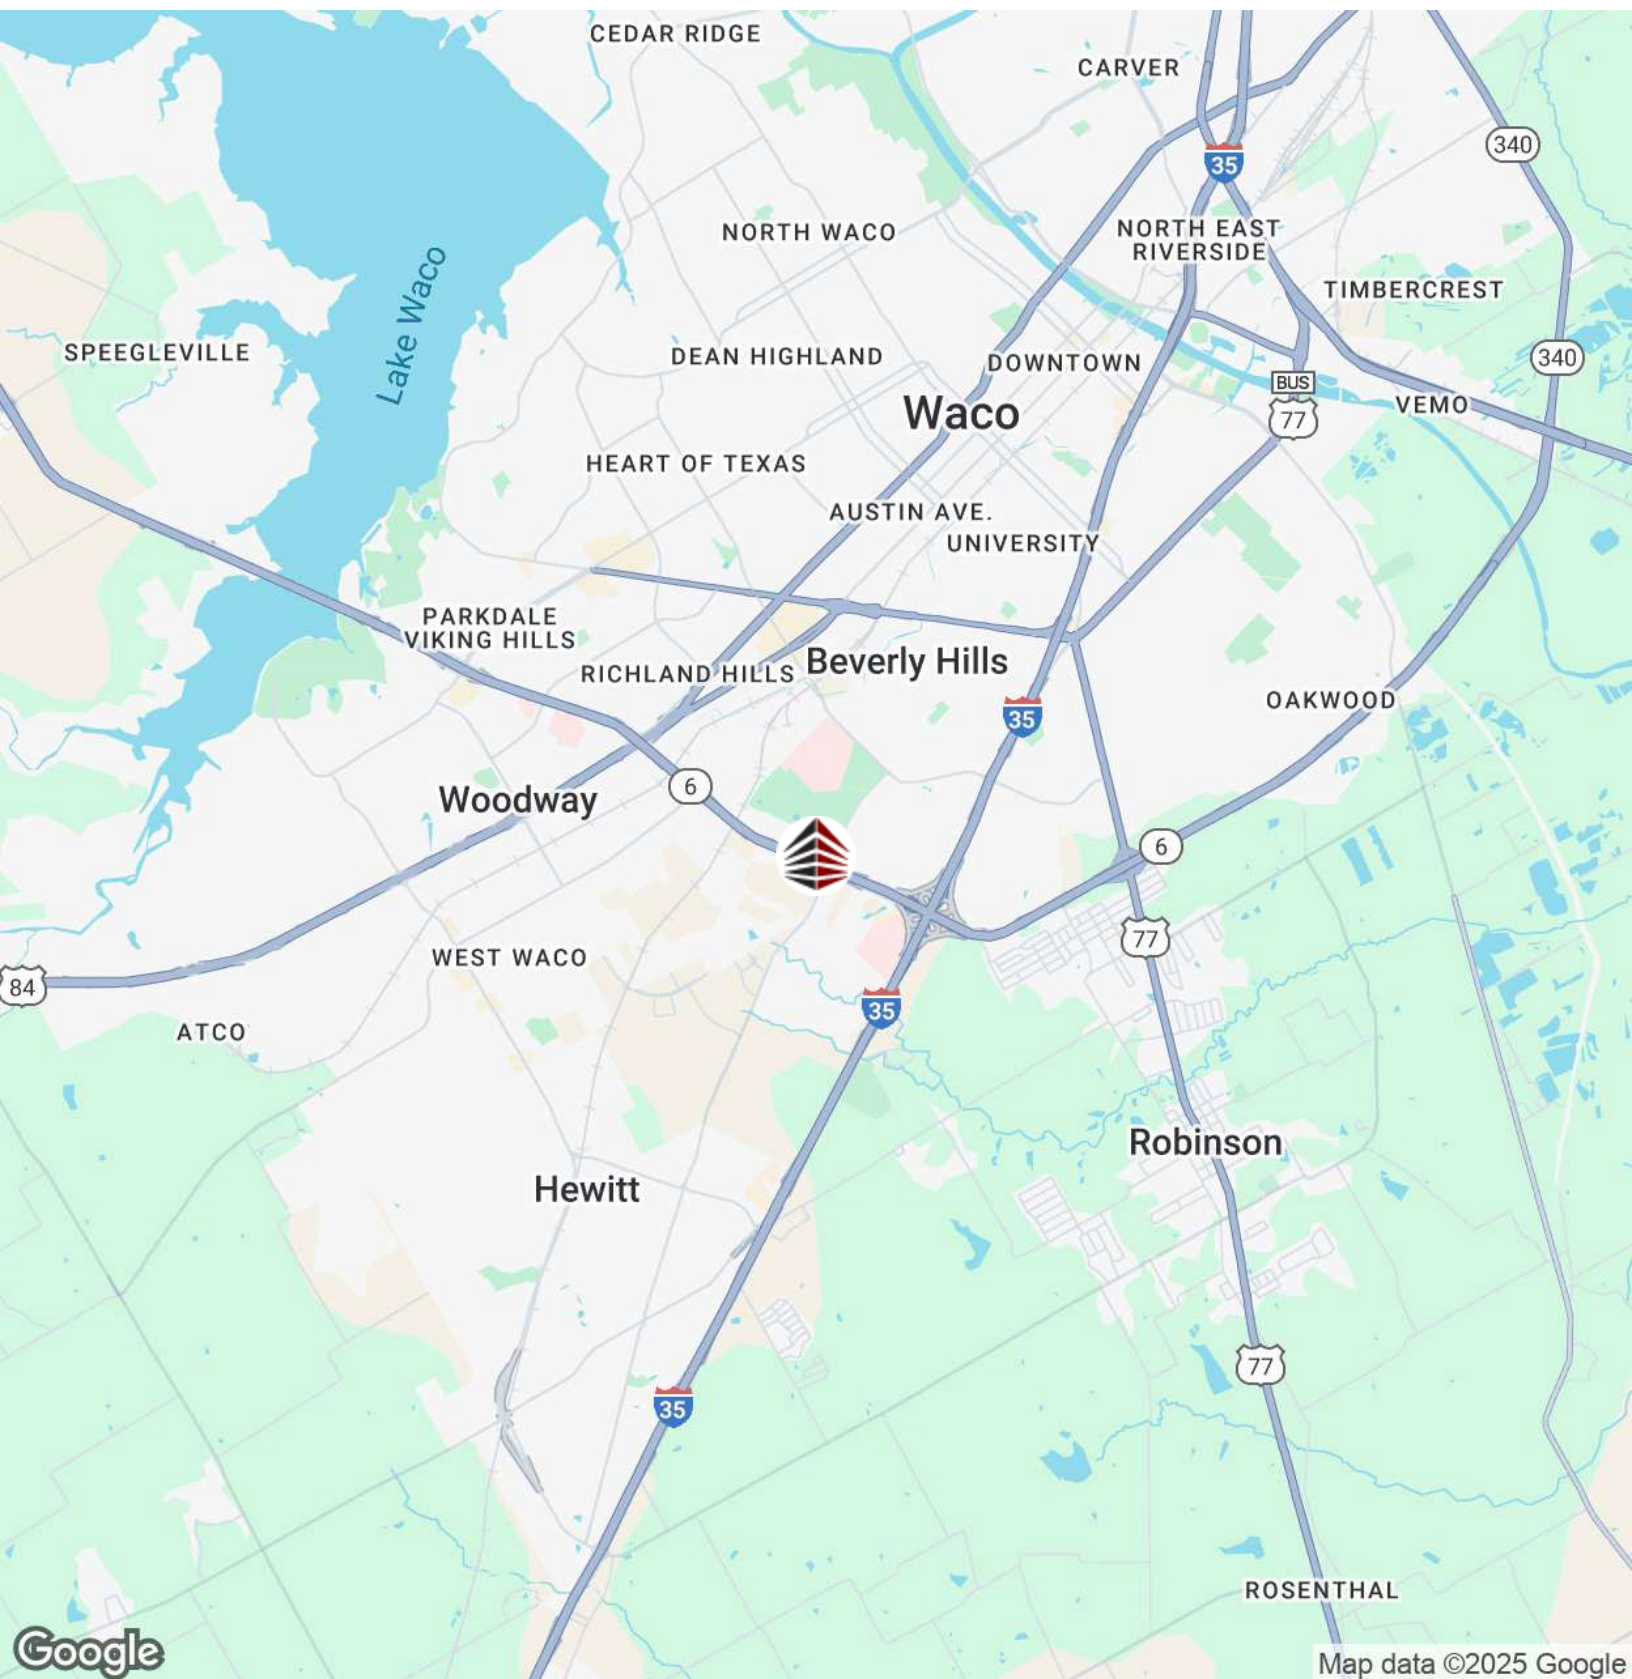 CEDAR RIDGE
CARVER
35
340
NORTH WACO
NORTH EAST
RIVERSIDE
TIMBERCREST
Lake Waco
SPEEGLEVILLE
DEAN HIGHLAND
DOWNTOWN
340
BUS
77
VEMO
Waco
HEART OF TEXAS
AUSTIN AVE.
UNIVERSITY
PARKDALE
VIKING HILLS
RICHLAND HILLS
Beverly Hills
OAKWOOD
35
Woodway
6
6
77
WEST WACO
84
35
ATCO
Robinson
Hewitt
77
35
ROSENTHAL
Google
Map data ©2025 Google